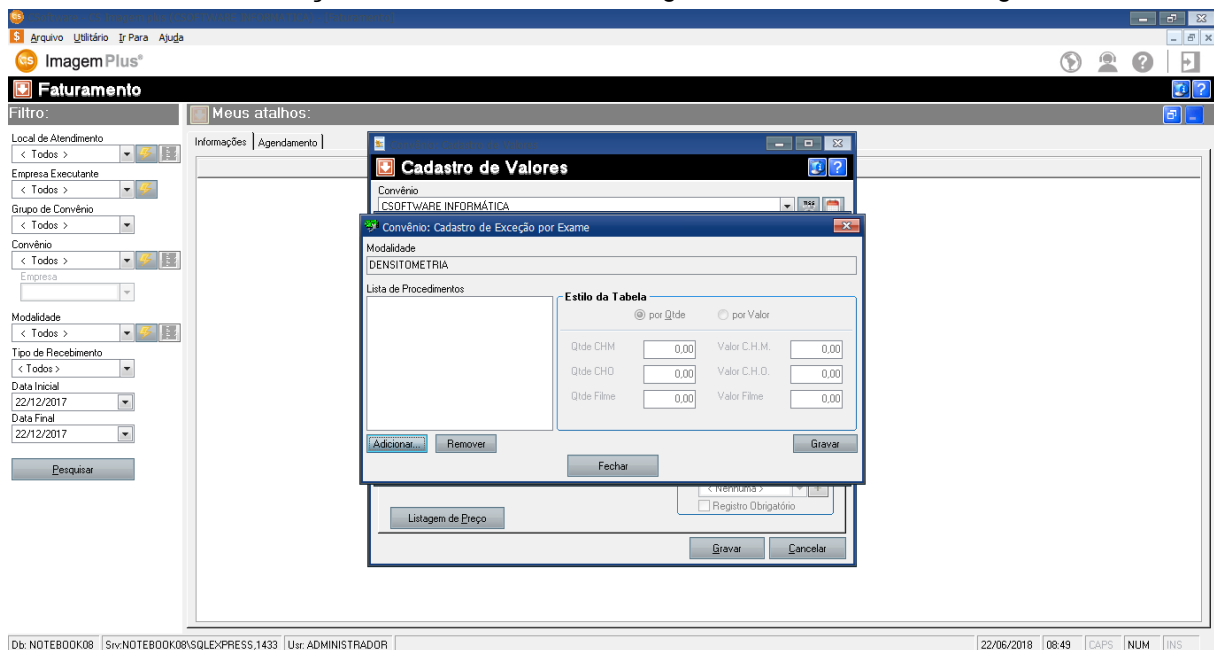 Arquivo Utilitário Ir Para Ajuda
cs ImagemPlus®
Faturamento
Filtro:
Meus atalhos:
Local de Atendimento
< Todos >
Empresa Executante
< Todos >
Grupo de Convênio
< Todos >
Convênio
< Todos >
Empresa
Modalidade
< Todos >
Tipo de Recebimento
< Todos >
Data Inicial
22/12/2017
Data Final
22/12/2017
Pesquisar
Informações Agendamento
Cadastro de Valores
Convênio
CSOFTWARE INFORMÁTICA
Convênio: Cadastro de Exceção por Exame
Modalidade
DENSITOMETRIA
Lista de Procedimentos
Estilo da Tabela
por Qtde por Valor
Qtde CHM 0,00 Valor C.H.M. 0,00
Qtde CHO 0,00 Valor C.H.O. 0,00
Qtde Filme 0,00 Valor Filme 0,00
Adicionar... Remover Gravar
Fechar
< Nenhuma >
Registro Obrigatório
Listagem de Preço
Gravar Cancelar
Db: NOTEBOOK08 Srv:NOTEBOOK08\SQLEXPRESS,1433 Usr: ADMINISTRADOR 22/06/2018 08:49 CAPS NUM INS